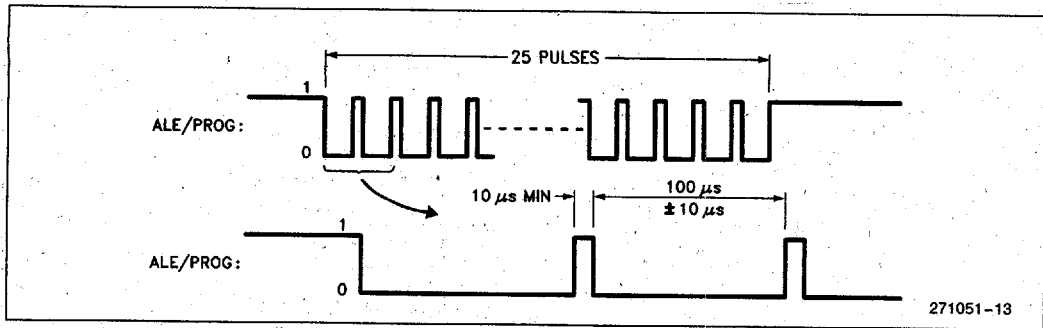 25 PULSES
1
ALE/PROG:
0
10 μs MIN
100 μs
±10 μs
1
ALE/PROG:
0
271051-13